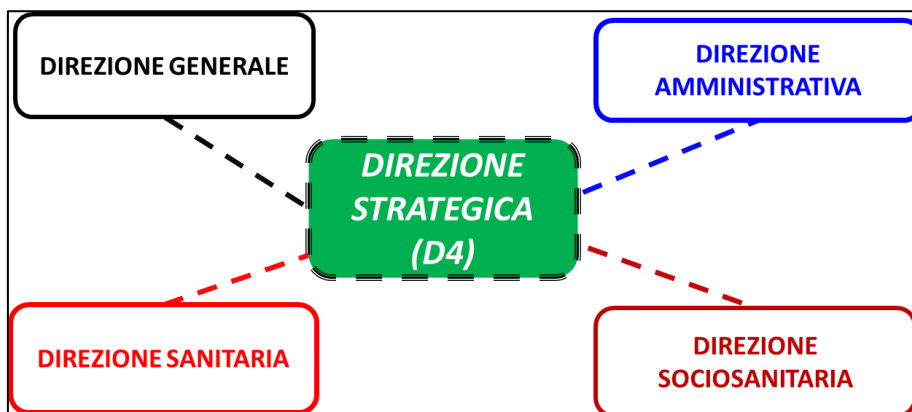 DIREZIONE GENERALE
DIREZIONE
AMMINISTRATIVA
DIREZIONE
STRATEGICA
(D4)
DIREZIONE SANITARIA
DIREZIONE
SOCIOSANITARIA